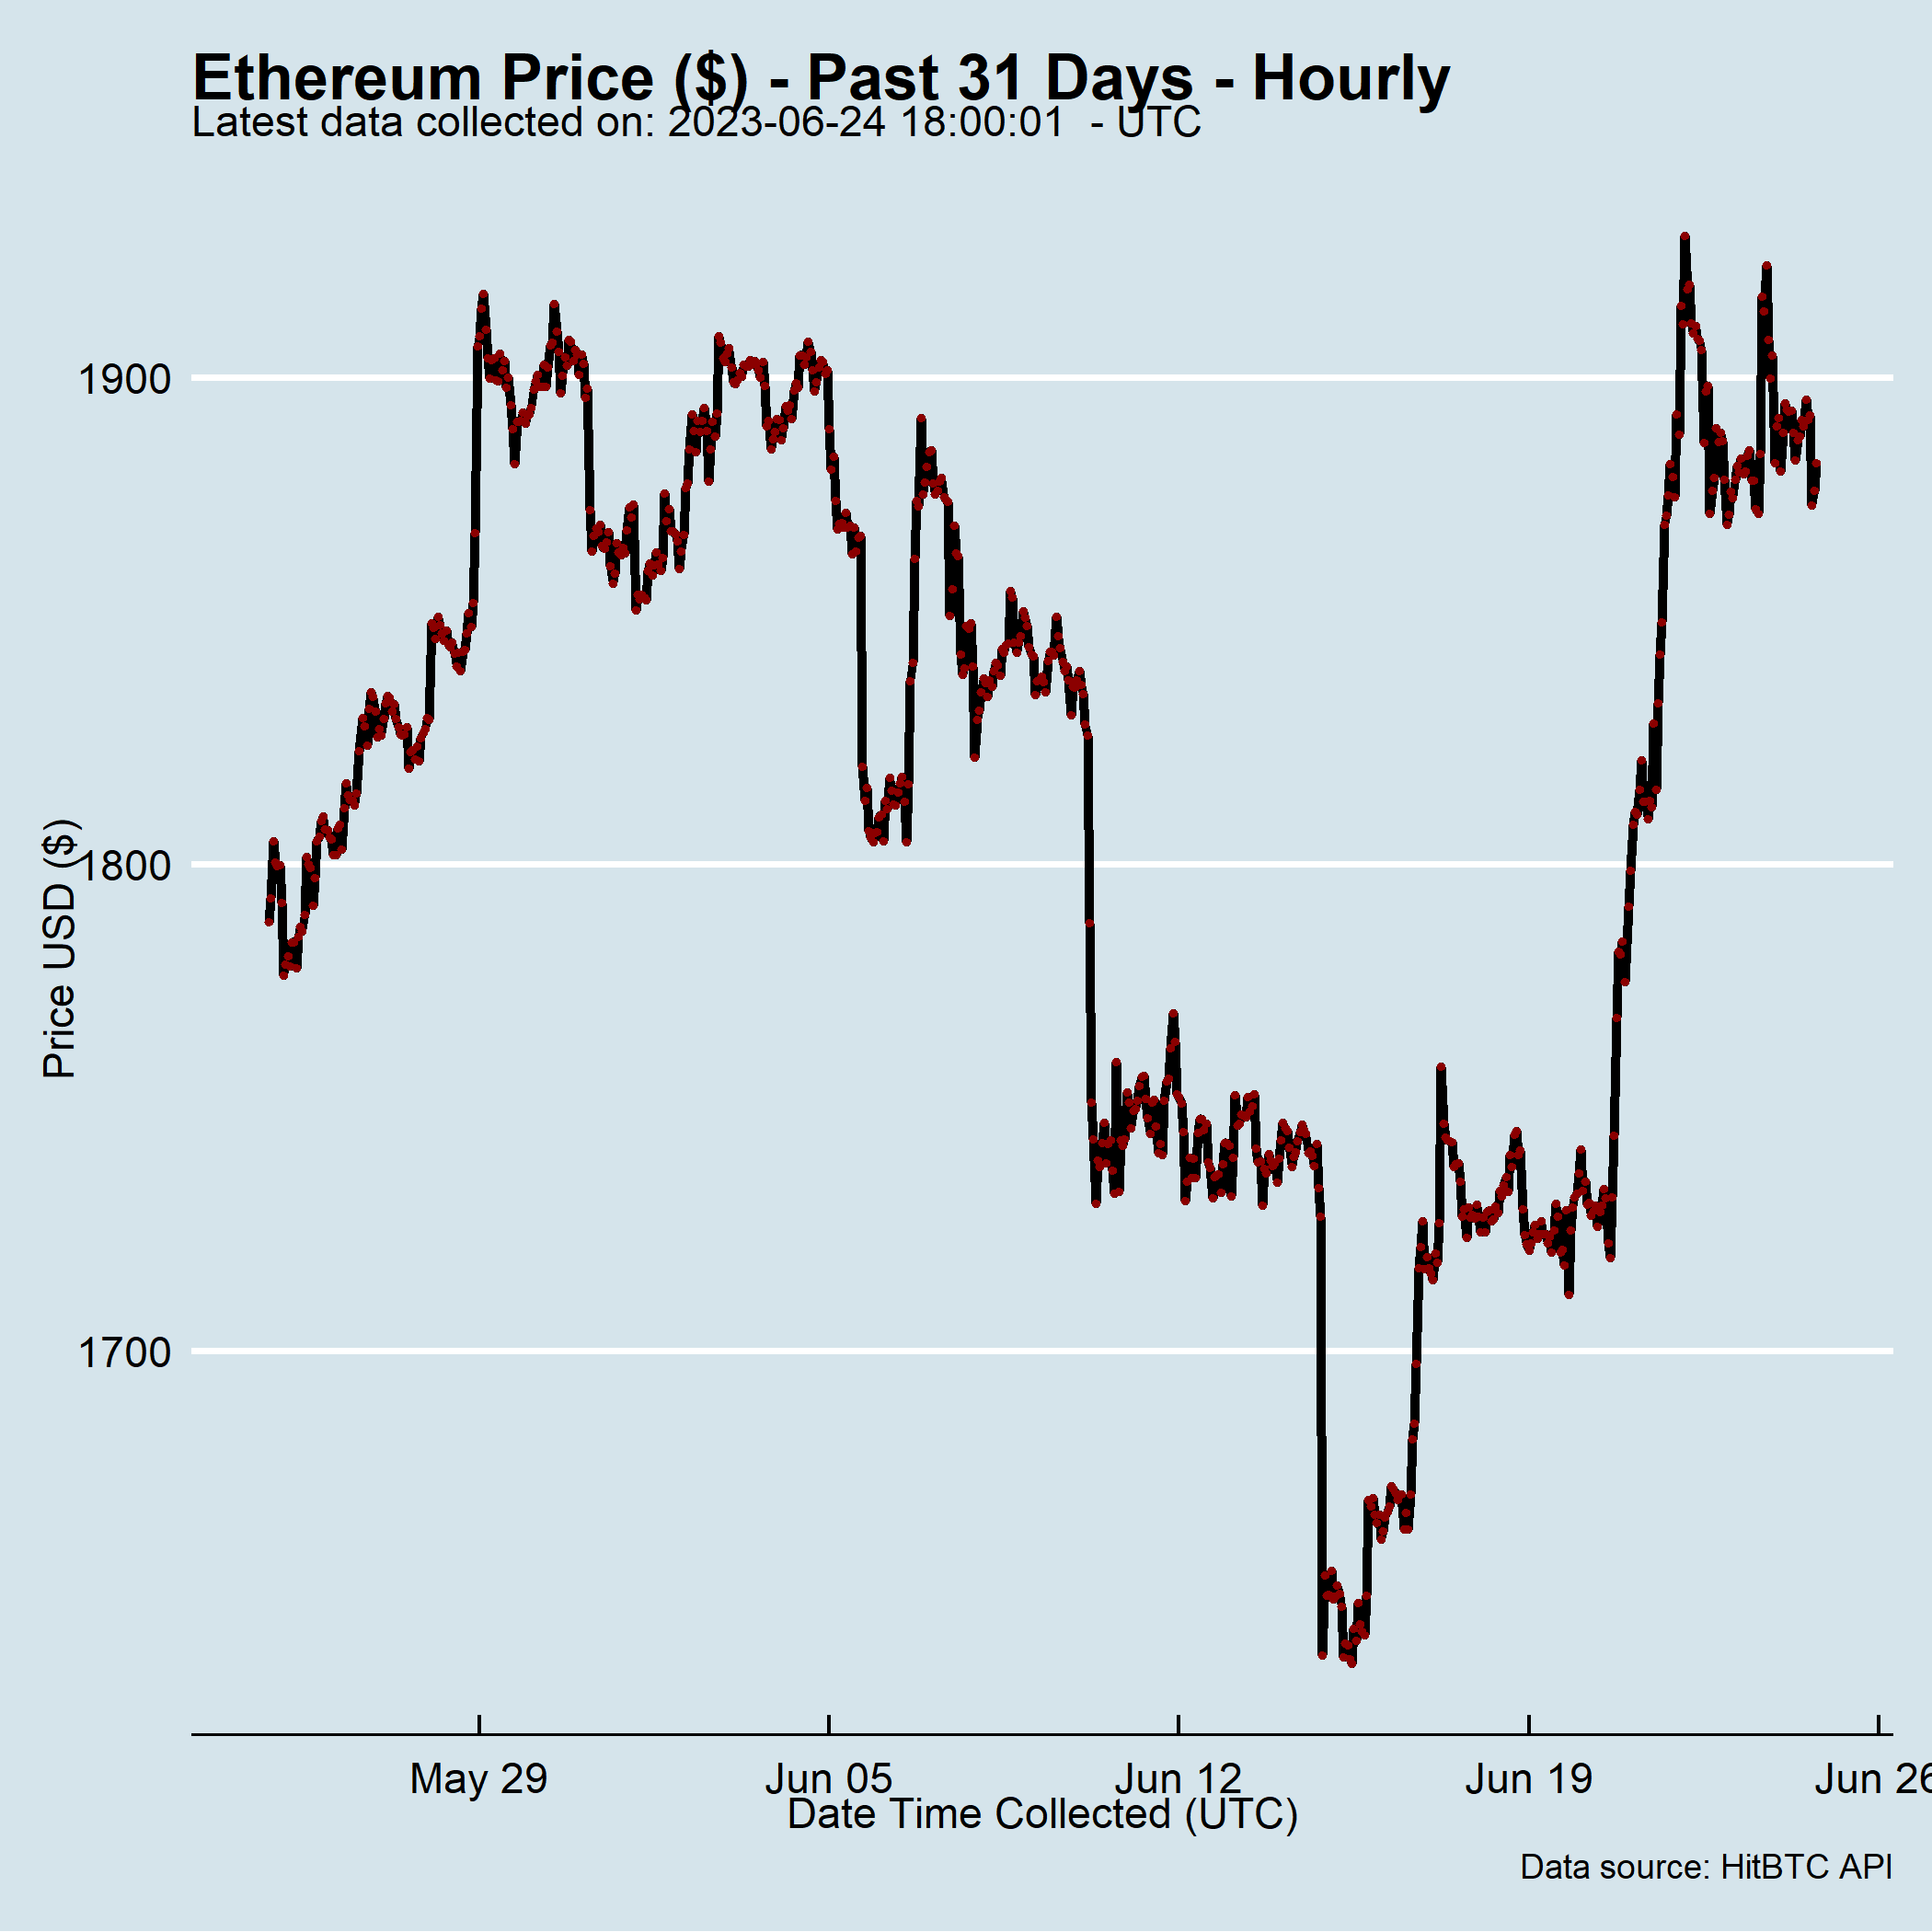 Ethereum Price ($) - Past 31 Days - Hourly
Latest data collected on: 2023-06-24 18:00:01  - UTC
1900
1800
1700
Price USD ($)
May 29
Jun 05
Jun 12
Jun 19
Jun 26
Date Time Collected (UTC)
Data source: HitBTC API